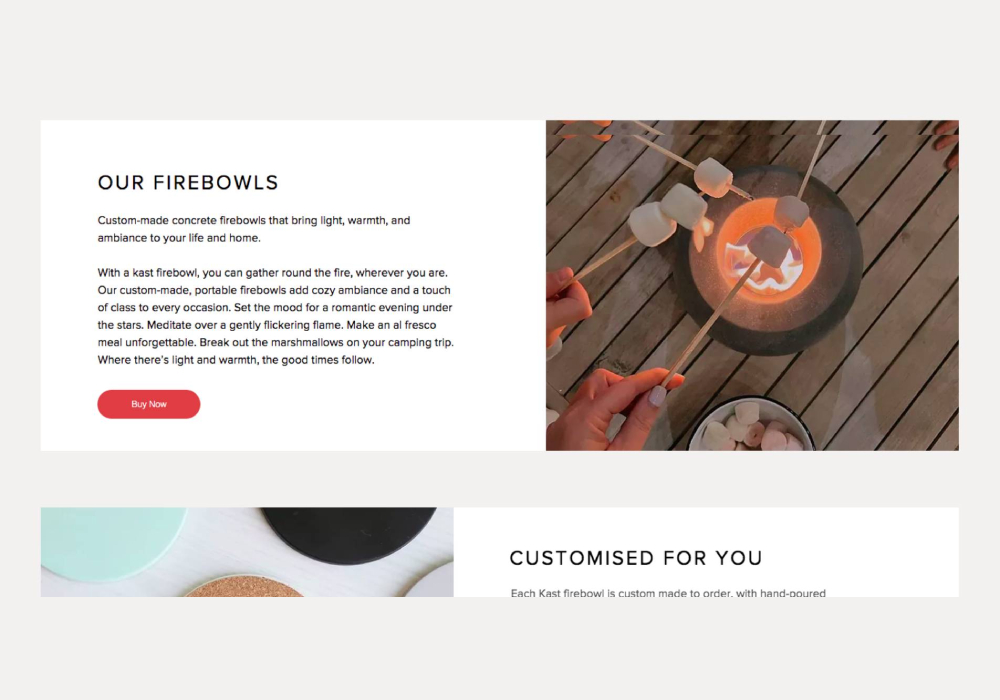 OUR FIREBOWLS
Custom-made concrete firebowls that bring light, warmth, and
ambiance to your life and home.
With a kast firebowl, you can gather round the fire, wherever you are.
Our custom-made, portable firebowls add cozy ambiance and a touch
of class to every occasion. Set the mood for a romantic evening under
the stars. Meditate over a gently flickering flame. Make an al fresco
meal unforgettable. Break out the marshmallows on your camping trip.
Where there's light and warmth, the good times follow.
Buy Now
CUSTOMISED FOR YOU
Each Kast firebowl is custom made to order, with hand-poured